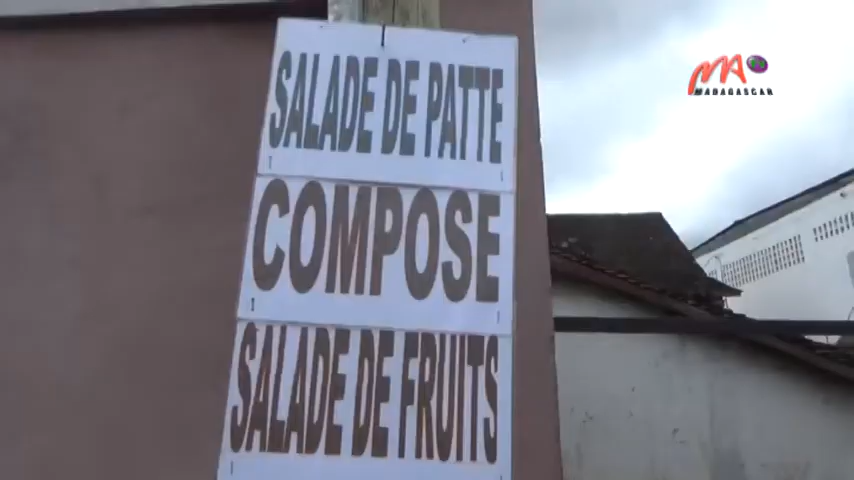 MA
MADAGASCAR
SALADE DE PATTE
COMPOSE
SALADE DE FRUITS